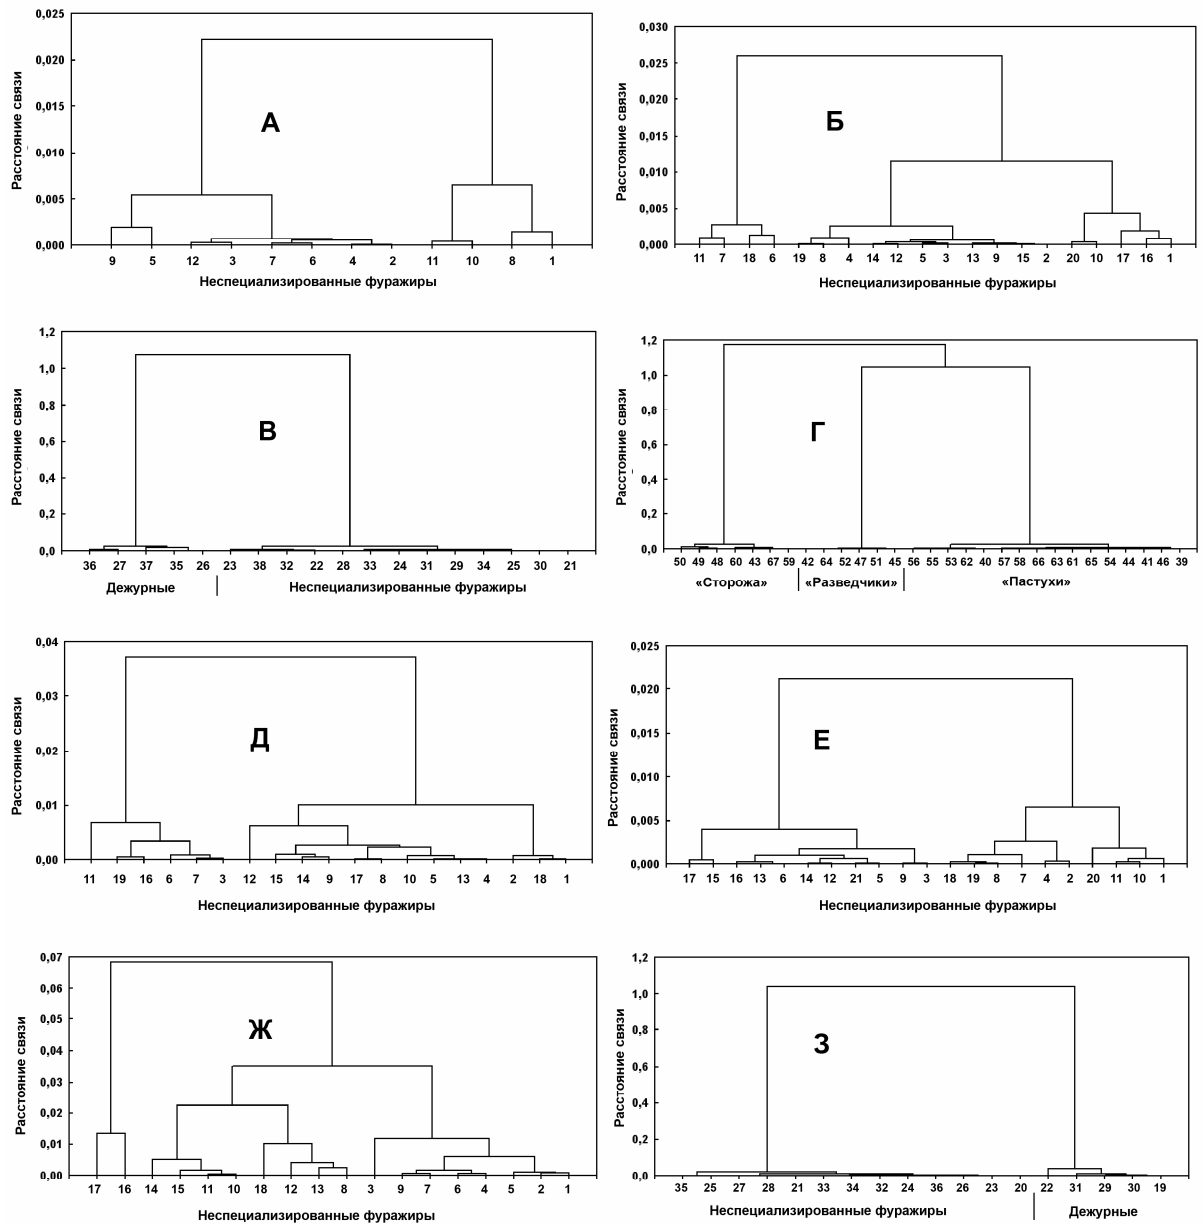 Расстояние связи
0,025
0,020
0,015
0,010
0,005
0,000
А
9 5 12 3 7 6 4 2 11 10 8 1
Неспециализированные фуражиры
Расстояние связи
0,030
0,025
0,020
0,015
0,010
0,005
0,000
Б
11 7 18 6 19 8 4 14 12 5 3 13 9 15 2 20 10 17 16 1
Неспециализированные фуражиры
Расстояние связи
1,2
1,0
0,8
0,6
0,4
0,2
0,0
В
36 27 37 35 26 23 38 32 22 28 33 29 34 25 30 21
Дежурные
Неспециализированные фуражиры
Расстояние связи
1,2
1,0
0,8
0,6
0,4
0,2
0,0
Г
50 49 48 60 43 67 59 42 64 52 47 51 45 56 55 53 62 40 57 58 66 63 61 65 54 44 41 46 39
«Сторожа»
«Разведчики»
«Пастухи»
Расстояние связи
0,04
0,03
0,02
0,01
0,00
Д
11 19 16 6 7 3 12 15 14 9 17 8 10 5 13 4 2 18 1
Неспециализированные фуражиры
Расстояние связи
0,025
0,020
0,015
0,010
0,005
0,000
Е
17 15 16 13 6 14 12 21 5 9 3 18 19 8 7 4 2 20 11 10 1
Неспециализированные фуражиры
Расстояние связи
0,07
0,06
0,05
0,04
0,03
0,02
0,01
0,00
Ж
17 16 14 15 11 10 18 12 13 8 3 9 7 6 4 5 2 1
Неспециализированные фуражиры
Расстояние связи
1,2
1,0
0,8
0,6
0,4
0,2
0,0
З
35 25 27 28 21 33 34 32 24 36 26 23 20 22 31 29 30 19
Неспециализированные фуражиры
Дежурные